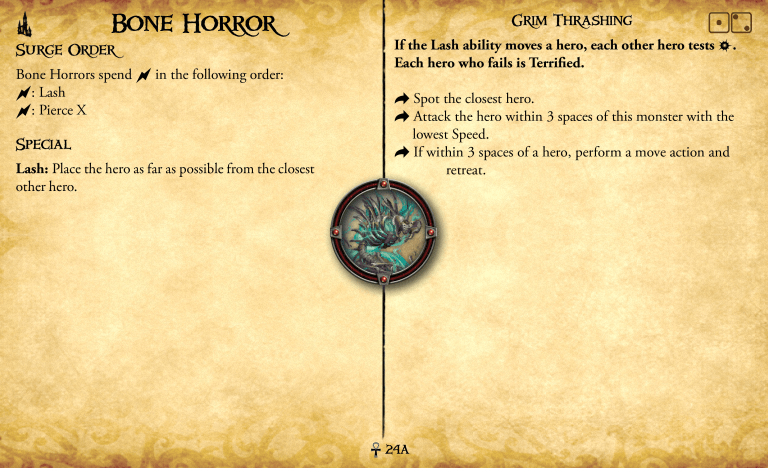 Bone Horror
Surge Order
Bone Horrors spend in the following order:
: Lash
: Pierce X
Special
Lash: Place the hero as far as possible from the closest
other hero.
Grim Thrashing
If the Lash ability moves a hero, each other hero tests .
Each hero who fails is Terrified.
Spot the closest hero.
Attack the hero within 3 spaces of this monster with the
lowest Speed.
If within 3 spaces of a hero, perform a move action and
retreat.
24A